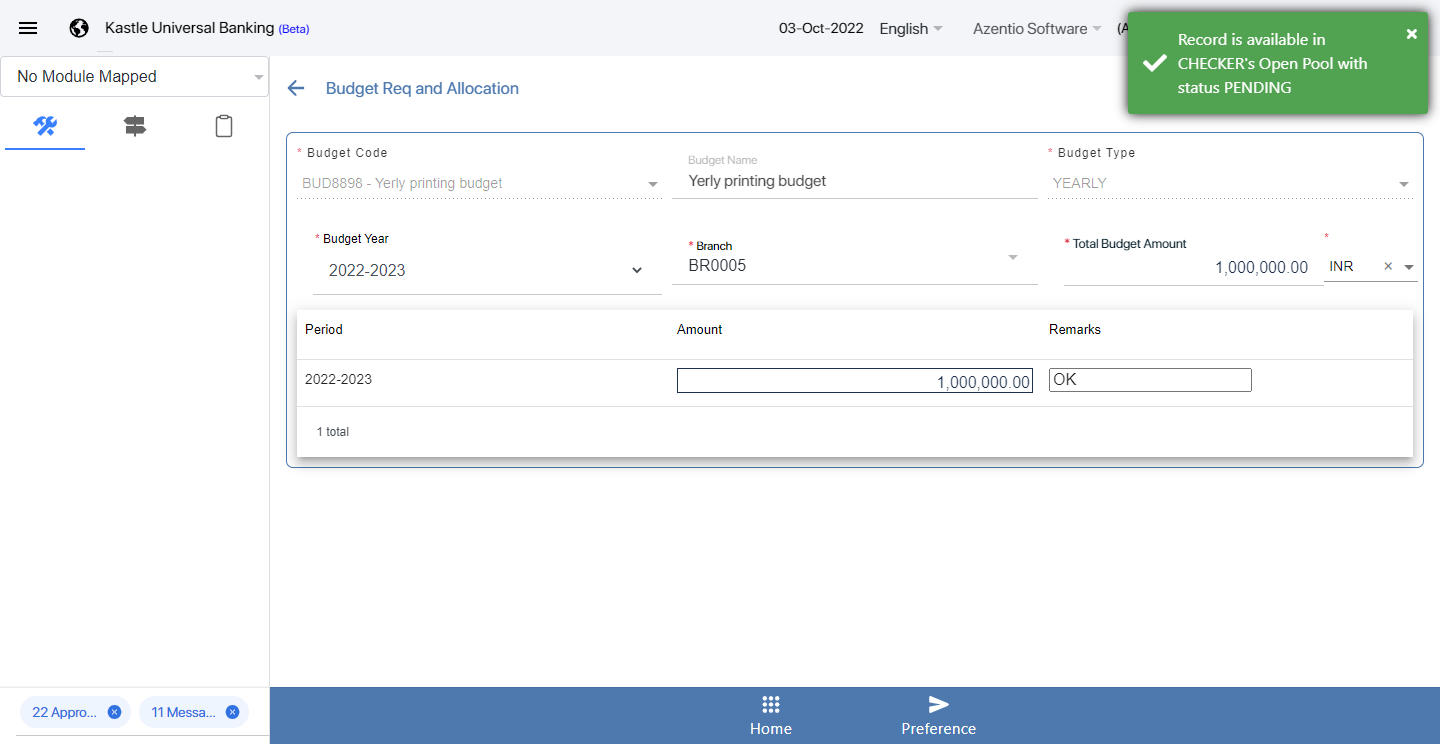 Kastle Universal Banking (Beta)
03-Oct-2022
English
Azentio Software
Record is available in
CHECKER's Open Pool with
status PENDING
No Module Mapped
Budget Req and Allocation
* Budget Code
BUD8898 - Yerly printing budget
Budget Name
Yerly printing budget
* Budget Type
YEARLY
* Budget Year
2022-2023
* Branch
BR0005
* Total Budget Amount
1,000,000.00
*
INR
Period Amount Remarks
2022-2023 1,000,000.00 OK
1 total
22 Appro...
11 Messa...
Home
Preference